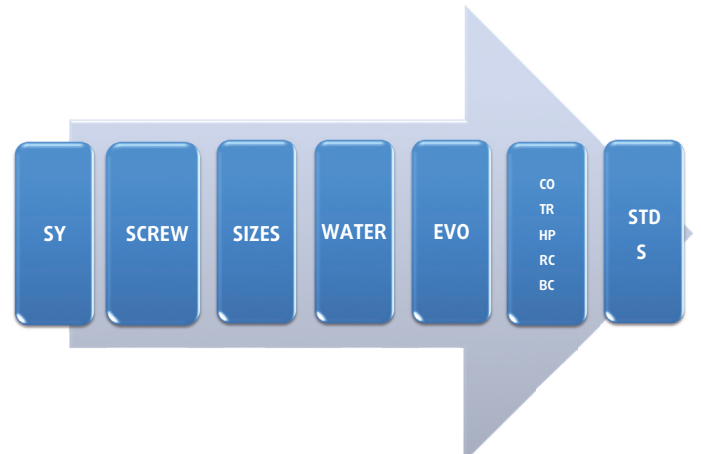 SY
SCREW
SIZES
WATER
EVO
CO
TR
HP
RC
BC
STD
S